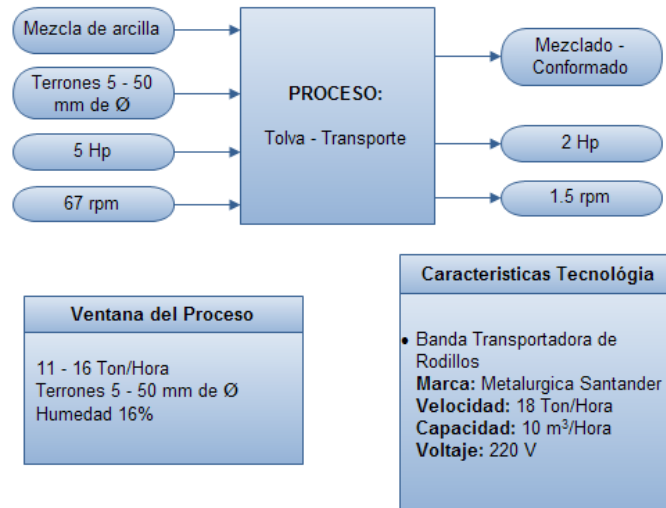 Mezcla de arcilla
Terrones 5 - 50
mm de Ø
5 Hp
67 rpm
PROCESO:
Tolva - Transporte
Mezclado -
Conformado
2 Hp
1.5 rpm
Ventana del Proceso
11 - 16 Ton/Hora
Terrones 5 - 50 mm de Ø
Humedad 16%
Caracteristicas Tecnológia
• Banda Transportadora de
Rodillos
Marca: Metalurgica Santander
Velocidad: 18 Ton/Hora
Capacidad: 10 m³/Hora
Voltaje: 220 V